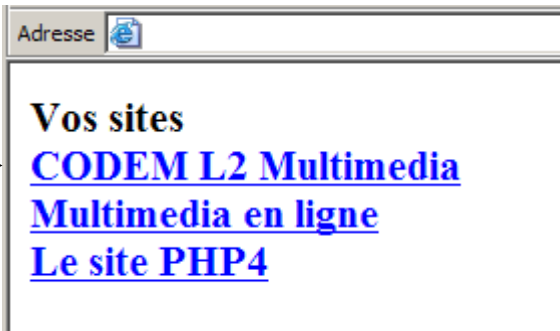 Adresse
Vos sites
CODEM L2 Multimedia
Multimedia en ligne
Le site PHP4